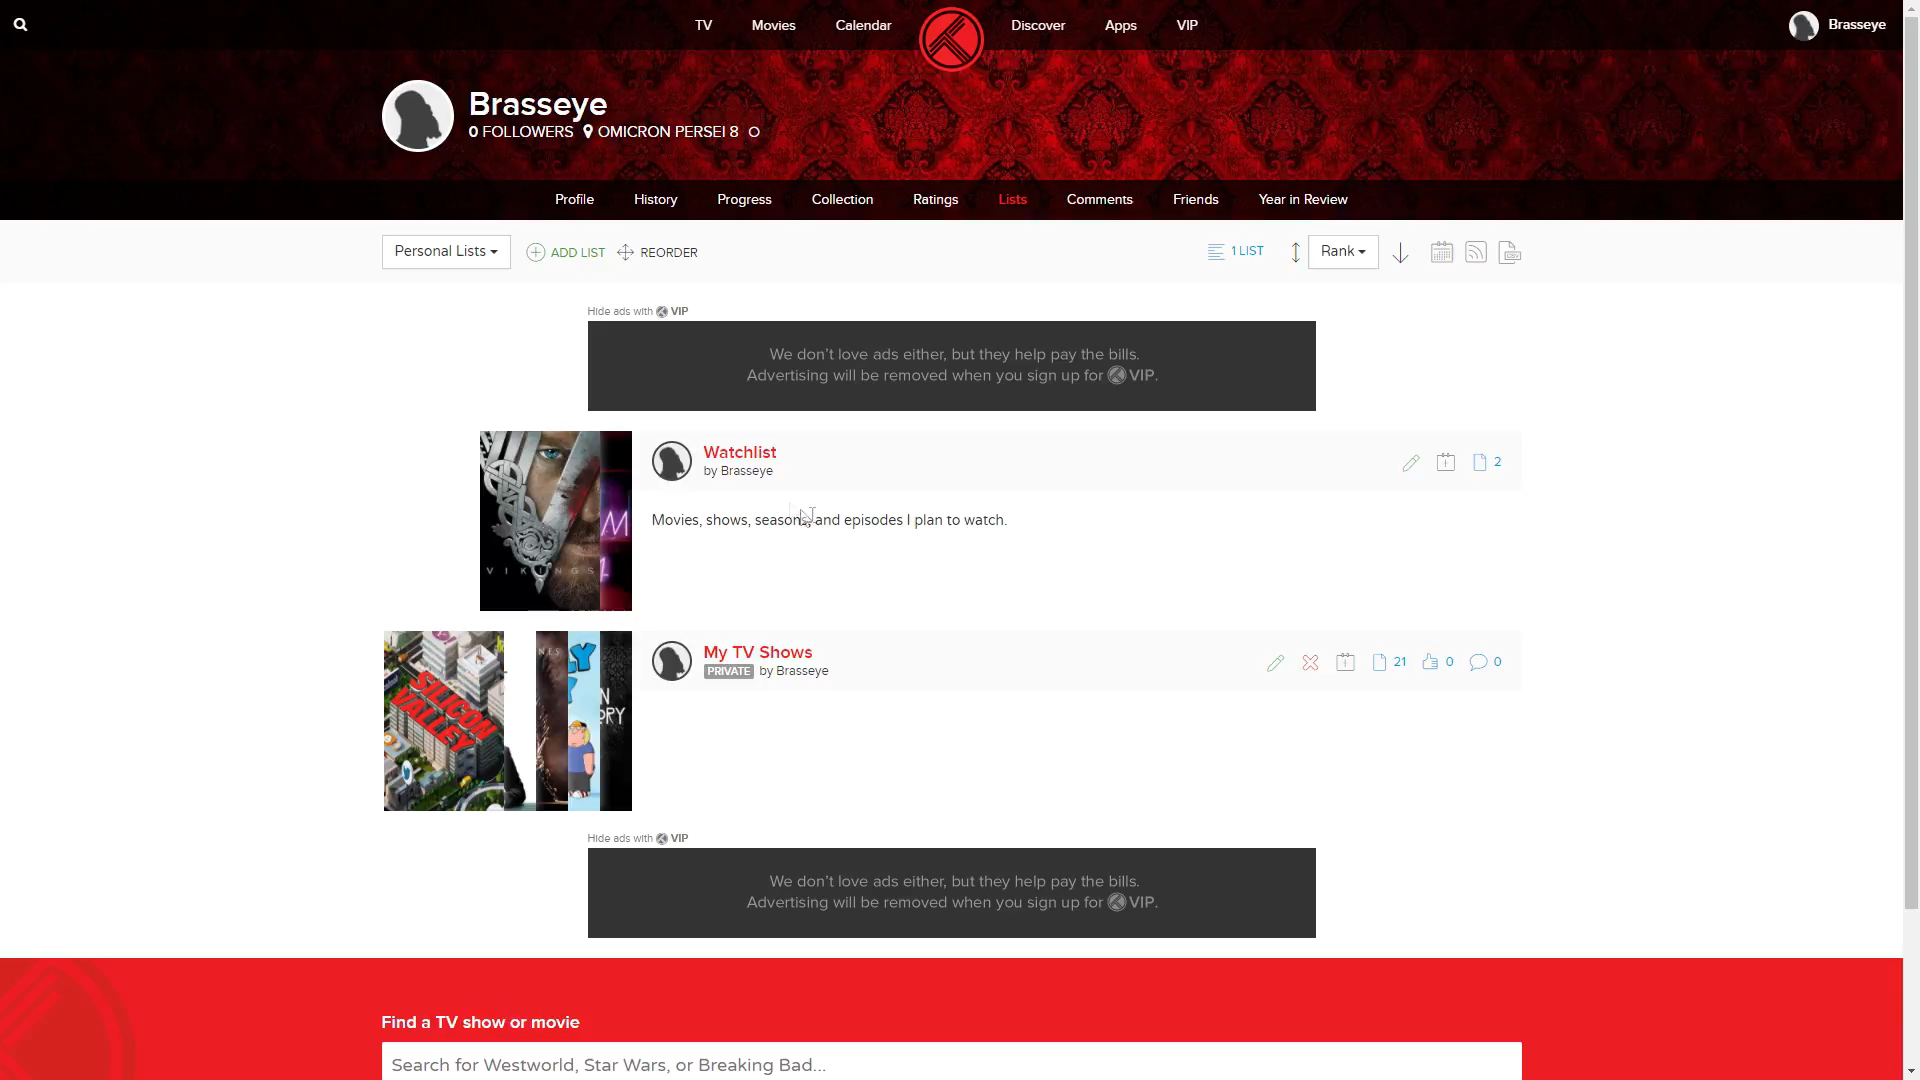 TV Movies Calendar Discover Apps VIP Brasseye
Brasseye
0 FOLLOWERS OMICRON PERSEI 8
Profile History Progress Collection Ratings Lists Comments Friends Year in Review
Personal Lists ADD LIST REORDER 1 LIST Rank CSV
Hide ads with VIP
We don't love ads either, but they help pay the bills.
Advertising will be removed when you sign up for VIP.
VIKINGS
Watchlist
by Brasseye
2
Movies, shows, seasons, and episodes I plan to watch.
SILICON
VALLEY
My TV Shows
PRIVATE by Brasseye
21 0 0
Hide ads with VIP
We don't love ads either, but they help pay the bills.
Advertising will be removed when you sign up for VIP.
Find a TV show or movie
Search for Westworld, Star Wars, or Breaking Bad...